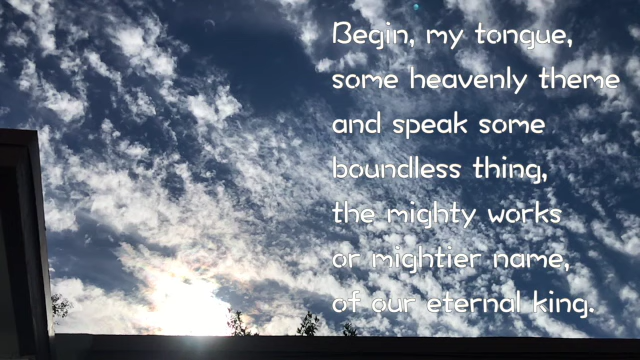 Begin, my tongue,
some heavenly theme
and speak some
boundless thing,
the mighty works
or mightier name,
of our eternal king.